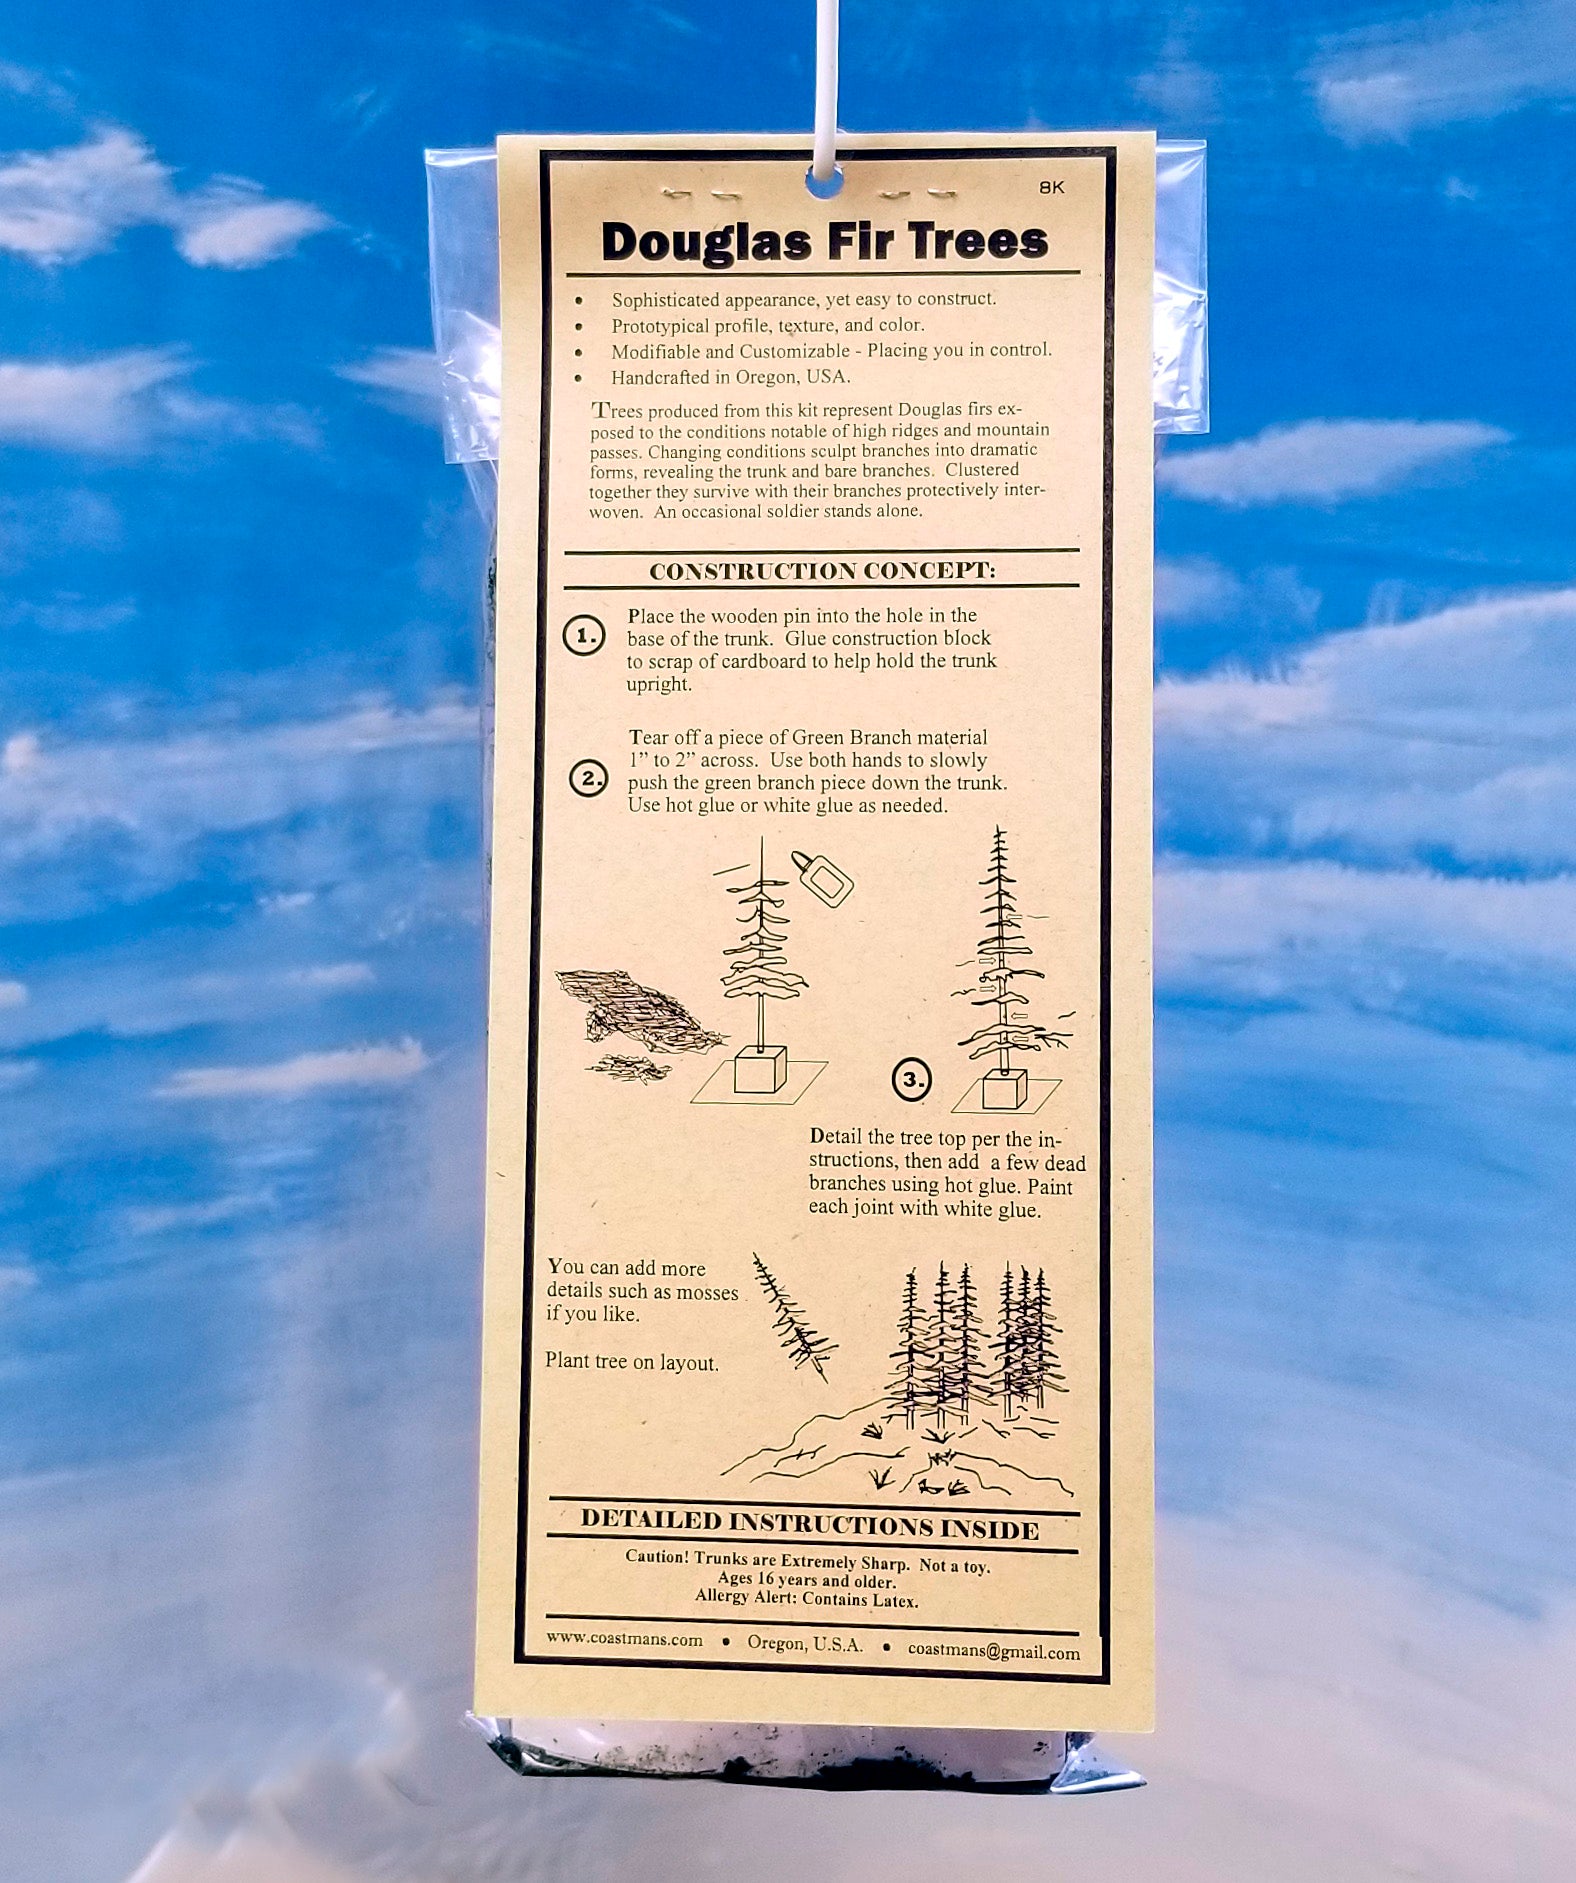 8K
Douglas Fir Trees
• Sophisticated appearance, yet easy to construct.
• Prototypical profile, texture, and color.
• Modifiable and Customizable - Placing you in control.
• Handcrafted in Oregon, USA.
Trees produced from this kit represent Douglas firs ex-
posed to the conditions notable of high ridges and mountain
passes. Changing conditions sculpt branches into dramatic
forms, revealing the trunk and bare branches. Clustered
together they survive with their branches protectively inter-
woven. An occasional soldier stands alone.
CONSTRUCTION CONCEPT:
1.
Place the wooden pin into the hole in the
base of the trunk. Glue construction block
to scrap of cardboard to help hold the trunk
upright.
2.
Tear off a piece of Green Branch material
1” to 2” across. Use both hands to slowly
push the green branch piece down the trunk.
Use hot glue or white glue as needed.
3.
Detail the tree top per the in-
structions, then add a few dead
branches using hot glue. Paint
each joint with white glue.
You can add more
details such as mosses
if you like.
Plant tree on layout.
DETAILED INSTRUCTIONS INSIDE
Caution! Trunks are Extremely Sharp. Not a toy.
Ages 16 years and older.
Allergy Alert: Contains Latex.
www.coastmans.com • Oregon, U.S.A. • coastmans@gmail.com